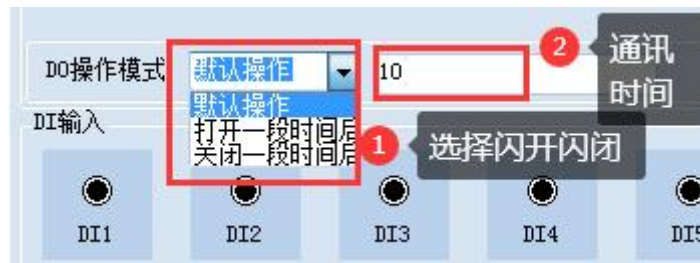 DO操作模式 默认操作 10
默认操作
打开一段时间后
关闭一段时间后
2 通讯
时间
1 选择闪开闪闭
DI输入
DI1 DI2 DI3 DI4 DI5